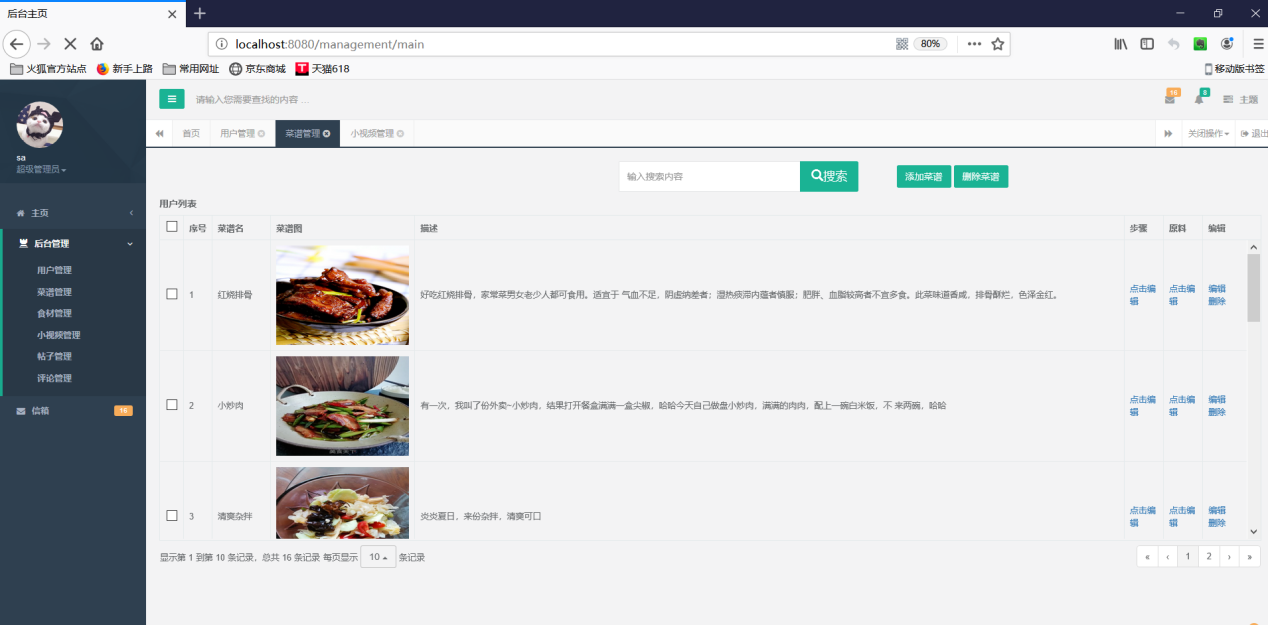 后台主页
localhost:8080/management/main
80%
火狐官方站点 新手上路 常用网址 京东商城 天猫618
移动版书签
请输入您需要查找的内容 …
16
8
主题
首页 用户管理 菜谱管理 小视频管理
关闭操作
退出
sa
超级管理员
主页
后台管理
用户管理
菜谱管理
食材管理
小视频管理
帖子管理
评论管理
信箱
16
输入搜索内容
搜索
添加菜谱
删除菜谱
用户列表
序号 菜谱名 菜谱图 描述 步骤 原料 编辑
1 红烧排骨 好吃红烧排骨，家常菜男女老少人都可食用。适宜于 气血不足，阴虚纳差者；湿热痰滞内蕴者慎服；肥胖、血脂较高者不宜多食。此菜味道香咸，排骨酥烂，色泽金红。 点击编 点击编 编辑
辑 辑 删除
2 小炒肉 有一次，我叫了份外卖~小炒肉，结果打开餐盒满满一盒尖椒，哈哈今天自己做盘小炒肉，满满的肉肉，配上一碗白米饭，不 来两碗，哈哈 点击编 点击编 编辑
辑 辑 删除
3 清爽杂拌 炎炎夏日，来份杂拌，清爽可口 点击编 点击编 编辑
辑 辑 删除
显示第 1 到第 10 条记录，总共 16 条记录 每页显示 10 条记录
« ‹ 1 2 › »